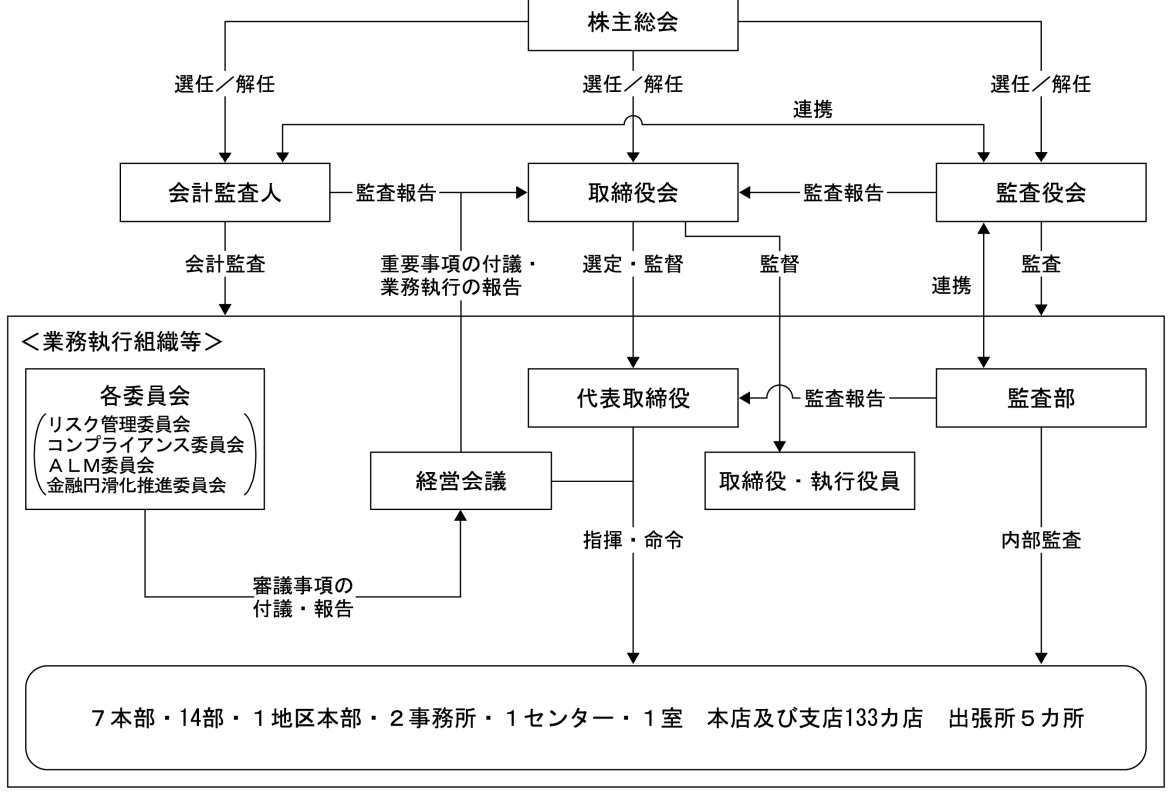 株主総会
選任／解任
選任／解任
選任／解任
連携
会計監査人
監査報告
取締役会
監査報告
監査役会
会計監査
重要事項の付議・
業務執行の報告
選定・監督
監督
連携
監査
＜業務執行組織等＞
各委員会
リスク管理委員会
コンプライアンス委員会
ＡＬＭ委員会
金融円滑化推進委員会
代表取締役
監査報告
監査部
経営会議
取締役・執行役員
指揮・命令
内部監査
審議事項の
付議・報告
７本部・14部・１地区本部・２事務所・１センター・１室　本店及び支店133カ店　出張所５カ所